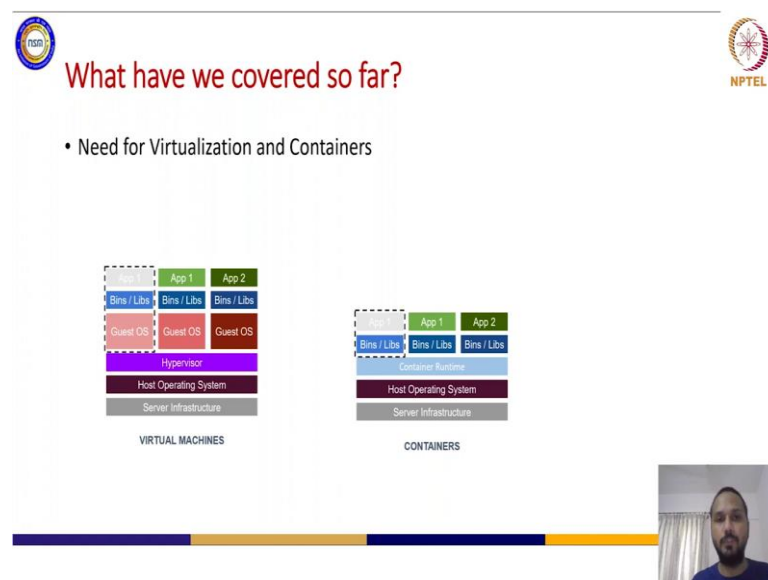 nsm
NPTEL
What have we covered so far?
• Need for Virtualization and Containers
App 1 App 1 App 2
Bins / Libs Bins / Libs Bins / Libs
Guest OS Guest OS Guest OS
Hypervisor
Host Operating System
Server Infrastructure
VIRTUAL MACHINES
App 1 App 1 App 2
Bins / Libs Bins / Libs Bins / Libs
Container Runtime
Host Operating System
Server Infrastructure
CONTAINERS